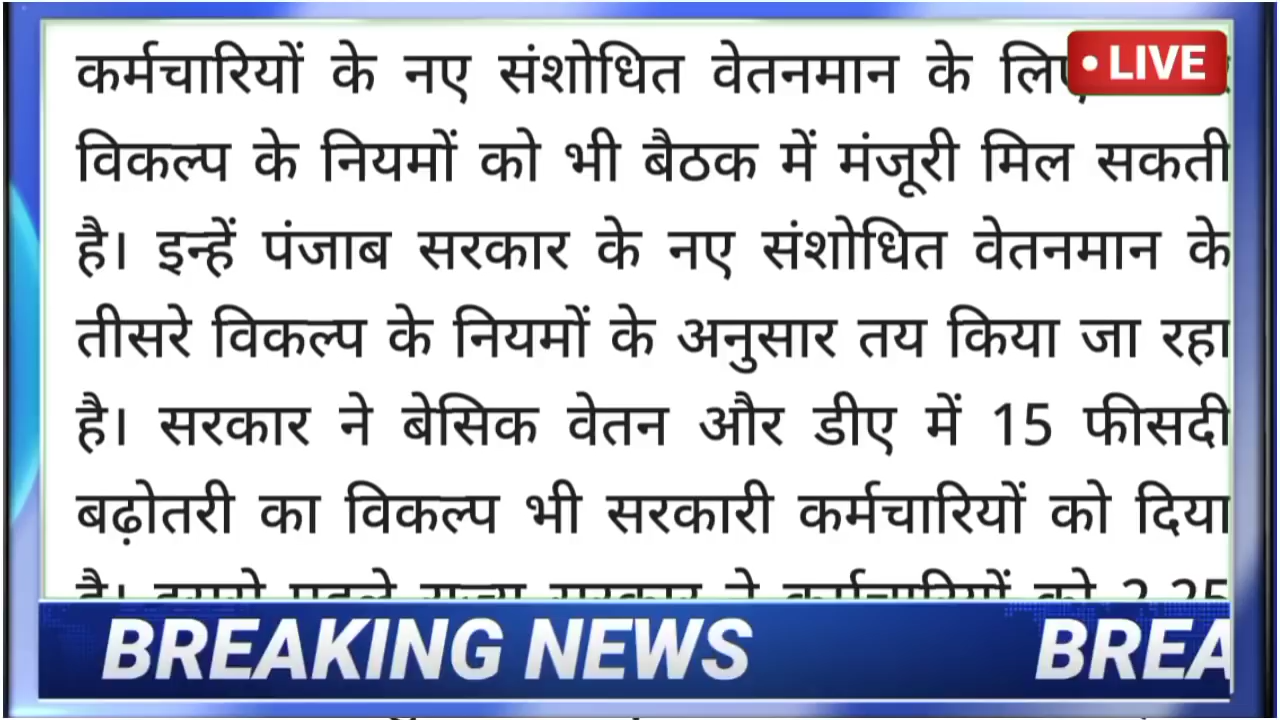 कर्मचारियों के नए संशोधित वेतनमान के
LIVE
विकल्प के नियमों को भी बैठक में मंजूरी मिल सकती
है। इन्हें पंजाब सरकार के नए संशोधित वेतनमान के
तीसरे विकल्प के नियमों के अनुसार तय किया जा रहा
है। सरकार ने बेसिक वेतन और डीए में 15 फीसदी
बढ़ोतरी का विकल्प भी सरकारी कर्मचारियों को दिया
BREAKING NEWS BREA